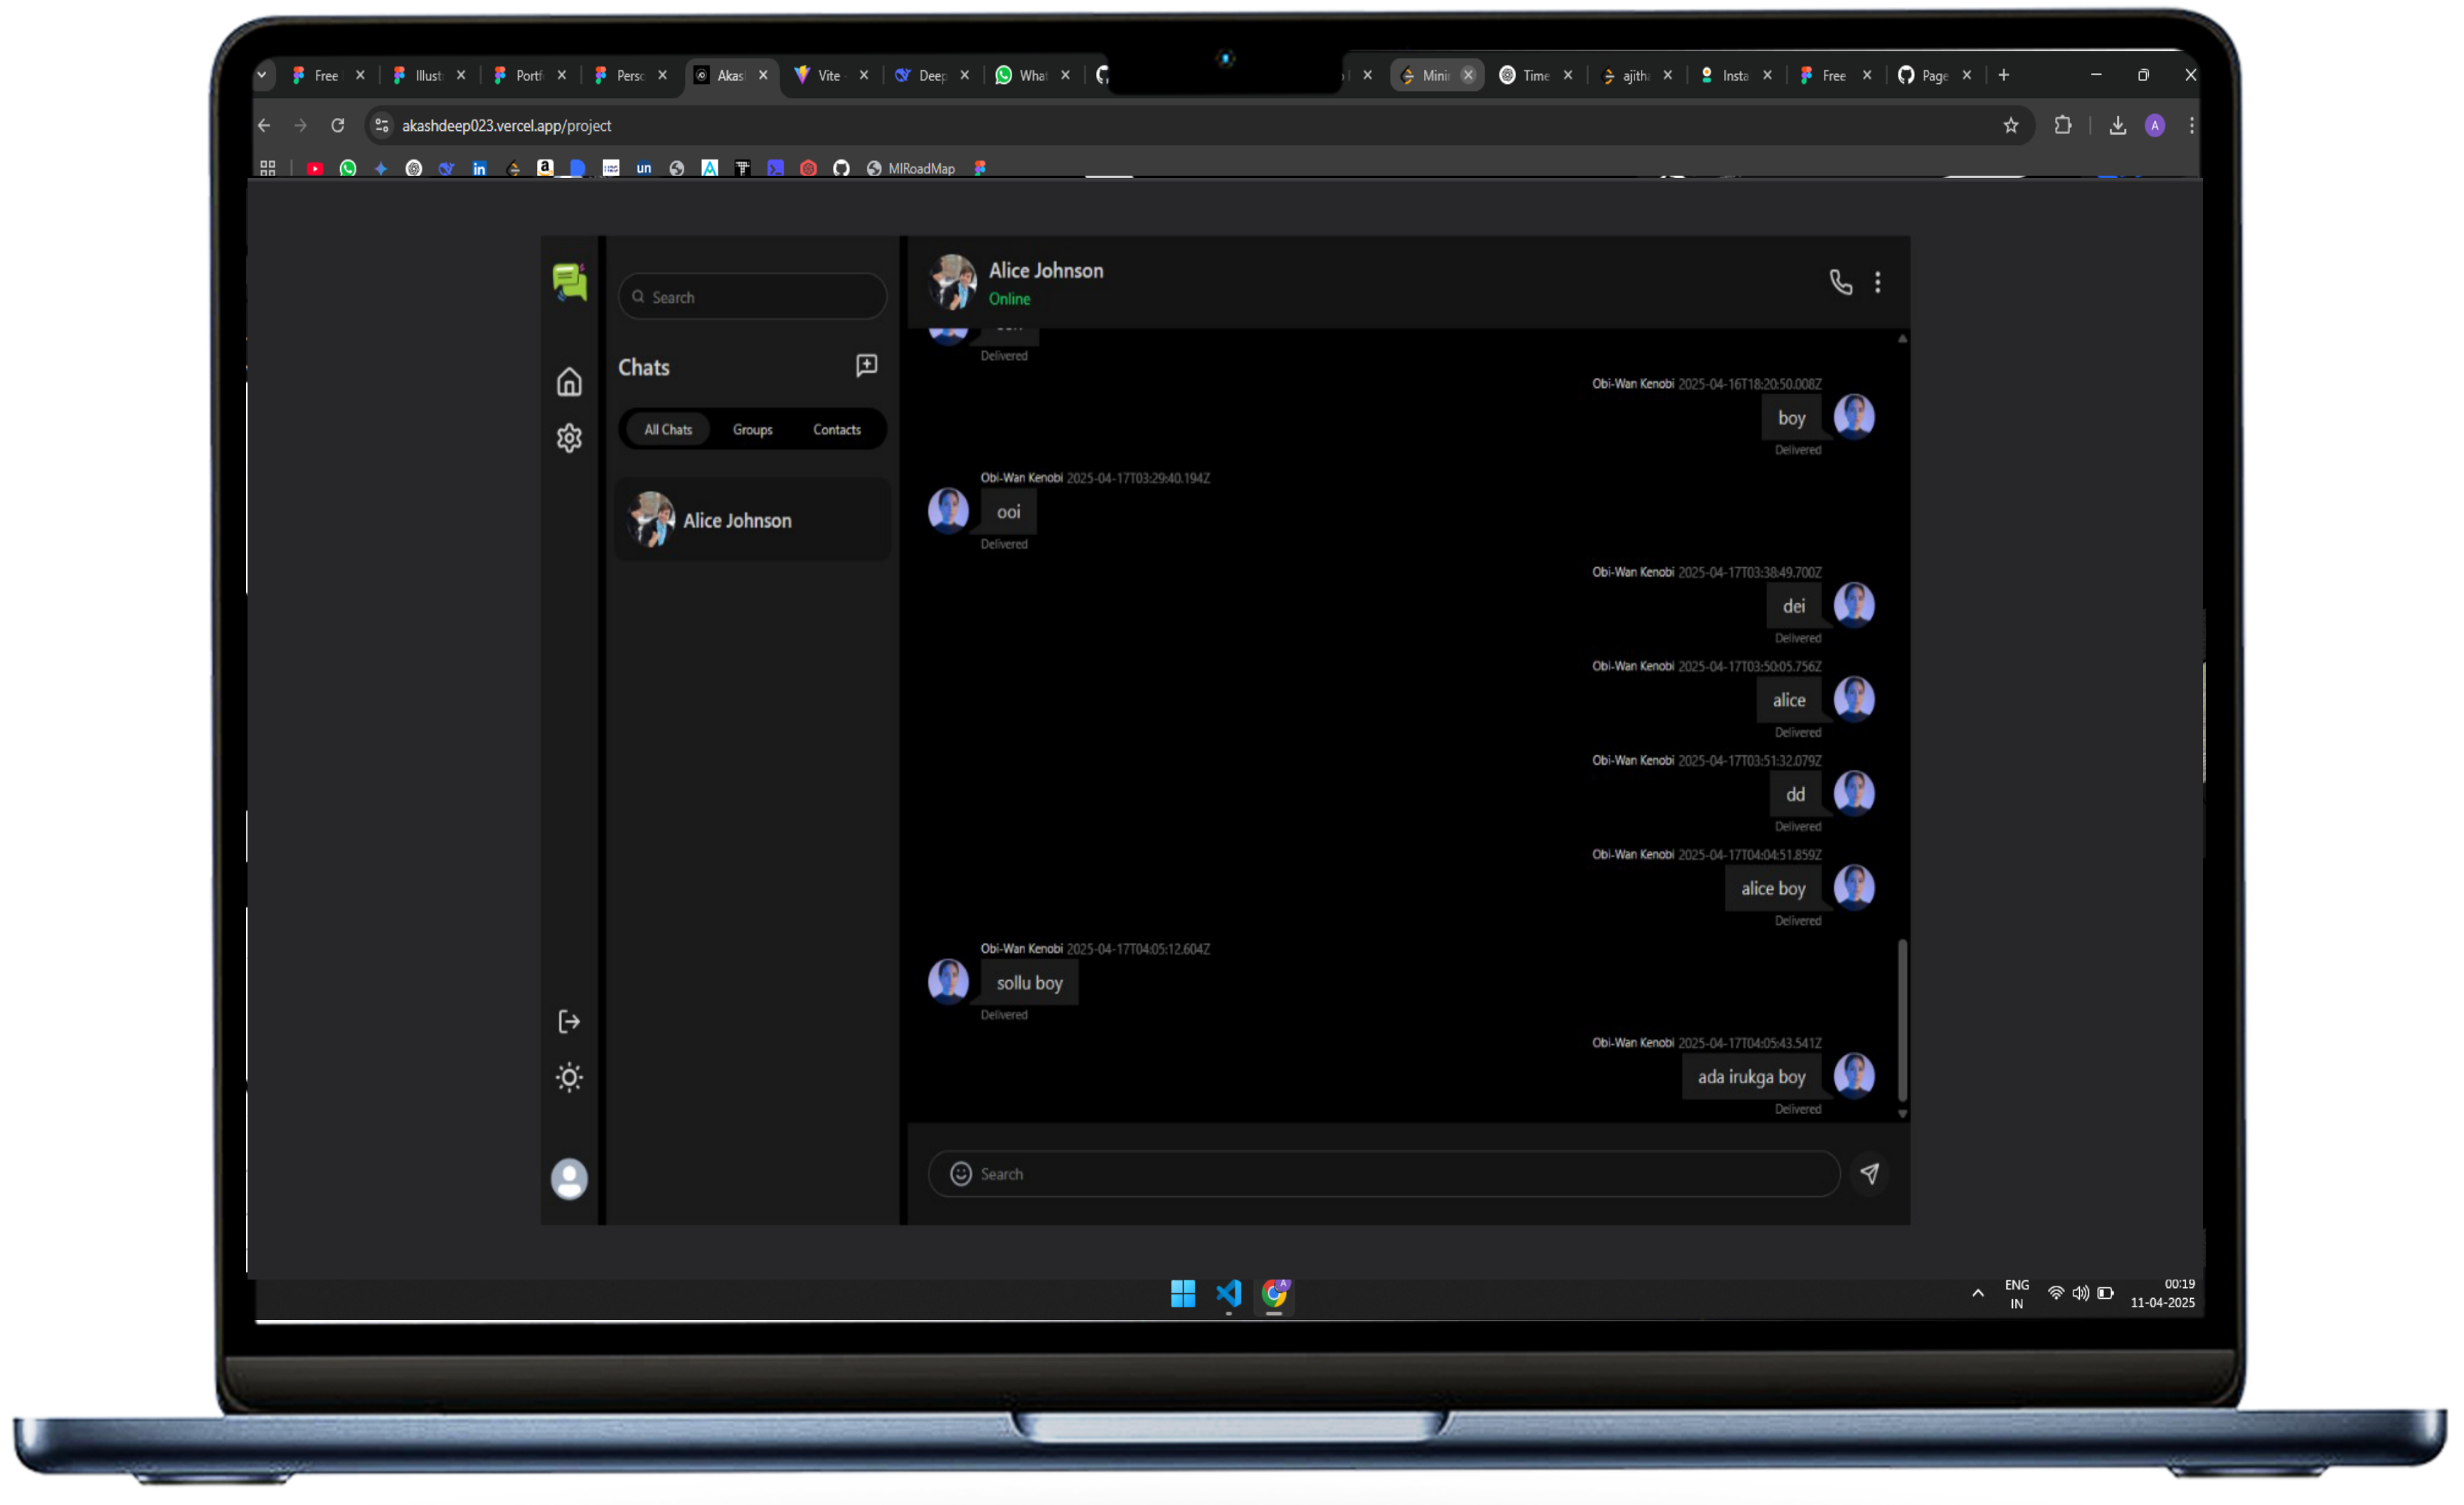 Free
Illust
Portf
Persc
Akas
Vite
Deep
What
Minir
Time
ajith
Insta
Free
Page
akashdeep023.vercel.app/project
in
a
un
MIRoadMap
Search
Chats
All Chats
Groups
Contacts
Alice Johnson
Alice Johnson
Online
Delivered
Obi-Wan Kenobi 2025-04-16T18:20:50.008Z
boy
Delivered
Obi-Wan Kenobi 2025-04-17T03:29:40.194Z
ooi
Delivered
Obi-Wan Kenobi 2025-04-17T03:38:49.700Z
dei
Delivered
Obi-Wan Kenobi 2025-04-17T03:50:05.756Z
alice
Delivered
Obi-Wan Kenobi 2025-04-17T03:51:32.079Z
dd
Delivered
Obi-Wan Kenobi 2025-04-17T04:04:51.859Z
alice boy
Delivered
Obi-Wan Kenobi 2025-04-17T04:05:12.604Z
sollu boy
Delivered
Obi-Wan Kenobi 2025-04-17T04:05:43.541Z
ada irukga boy
Delivered
Search
ENG
IN
00:19
11-04-2025